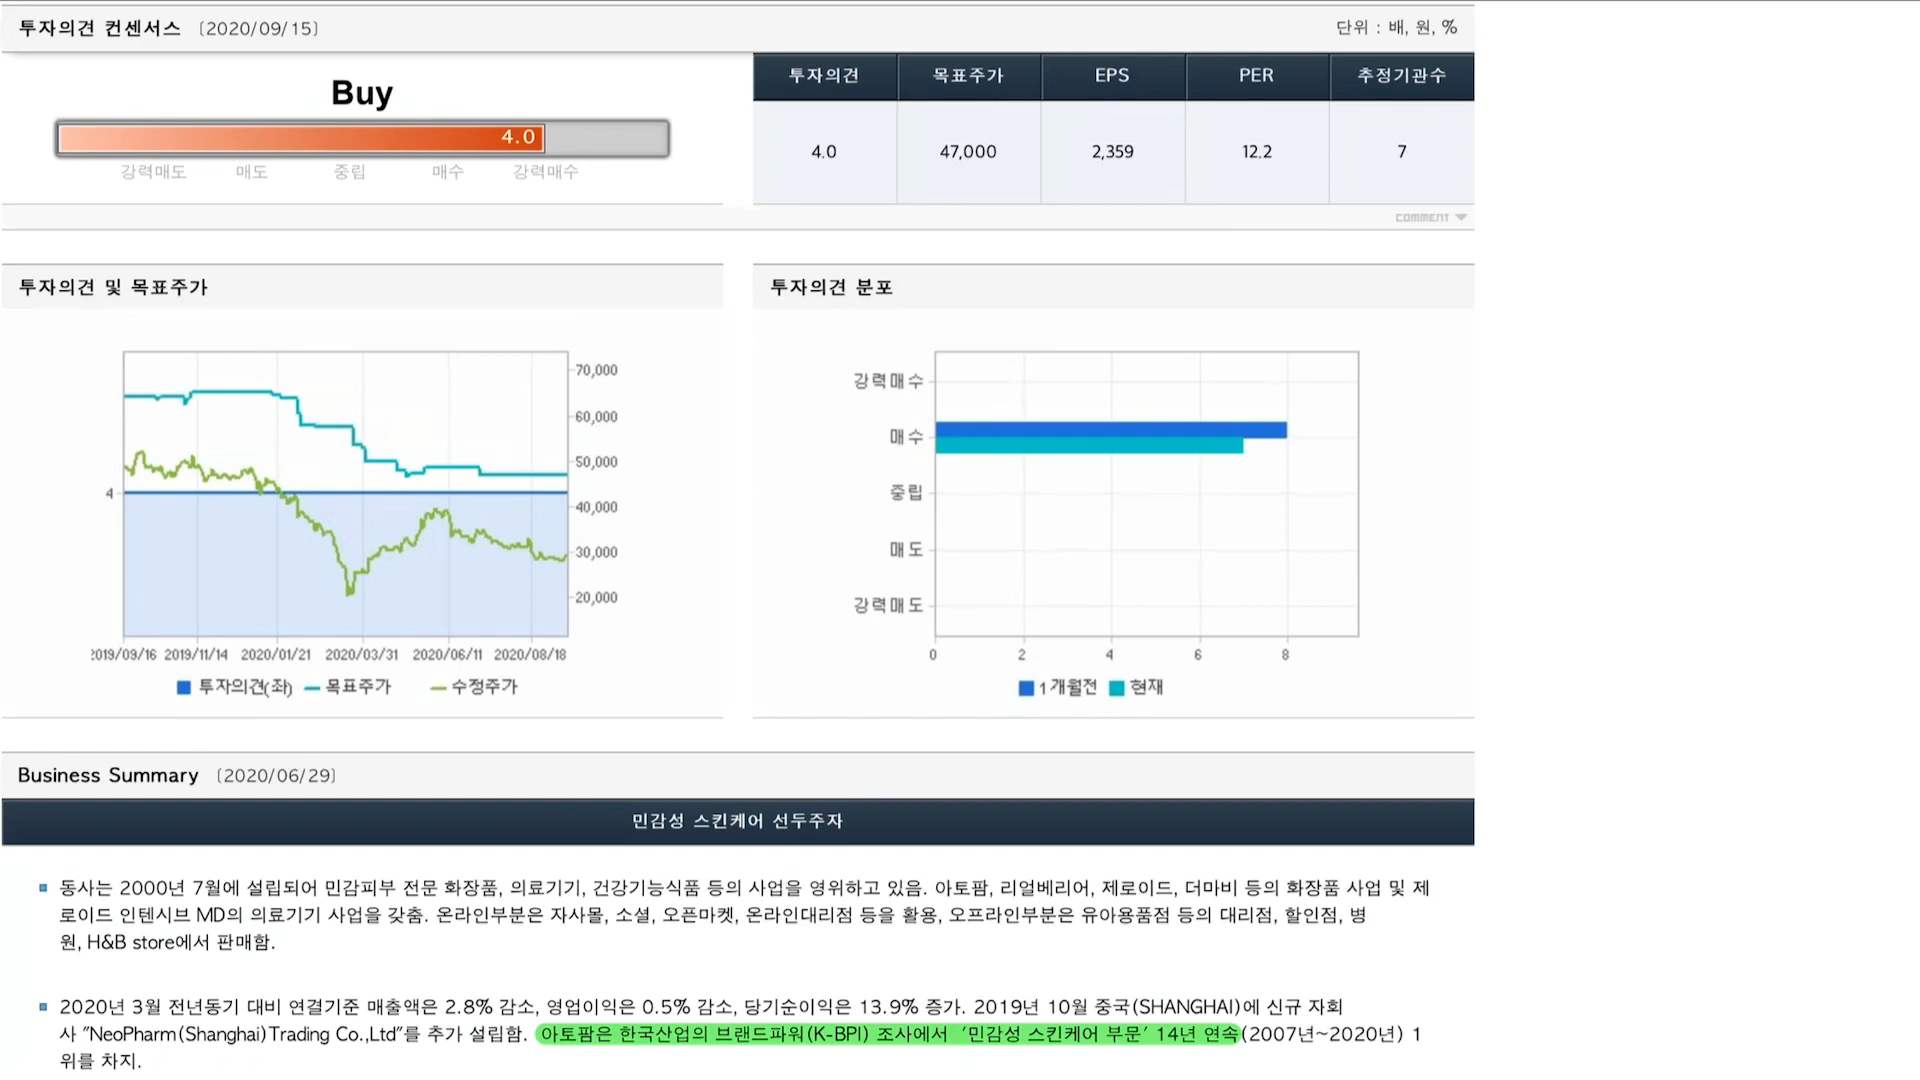 투자의견 컨센서스 [2020/09/15]
단위 : 배, 원, %
Buy
4.0
강력매도 매도 중립 매수 강력매수
투자의견 목표주가 EPS PER 추정기관수
4.0 47,000 2,359 12.2 7
COMMENT
투자의견 및 목표주가
70,000
60,000
50,000
4
40,000
30,000
20,000
2019/09/16 2019/11/14 2020/01/21 2020/03/31 2020/06/11 2020/08/18
투자의견(좌) 목표주가 수정주가
투자의견 분포
강력매수
매수
중립
매도
강력매도
0 2 4 6 8
1개월전 현재
Business Summary [2020/06/29]
민감성 스킨케어 선두주자
동사는 2000년 7월에 설립되어 민감피부 전문 화장품, 의료기기, 건강기능식품 등의 사업을 영위하고 있음. 아토팜, 리얼베리어, 제로이드, 더마비 등의 화장품 사업 및 제
로이드 인텐시브 MD의 의료기기 사업을 갖춤. 온라인부분은 자사몰, 소셜, 오픈마켓, 온라인대리점 등을 활용, 오프라인부분은 유아용품점 등의 대리점, 할인점, 병
원, H&B store에서 판매함.
2020년 3월 전년동기 대비 연결기준 매출액은 2.8% 감소, 영업이익은 0.5% 감소, 당기순이익은 13.9% 증가. 2019년 10월 중국(SHANGHAI)에 신규 자회
사 "NeoPharm(Shanghai)Trading Co.,Ltd"를 추가 설립함. 아토팜은 한국산업의 브랜드파워(K-BPI) 조사에서 '민감성 스킨케어 부문' 14년 연속(2007년~2020년) 1
위를 차지.